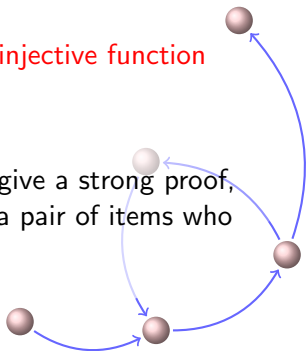 injective function
give a strong proof,
a pair of items who